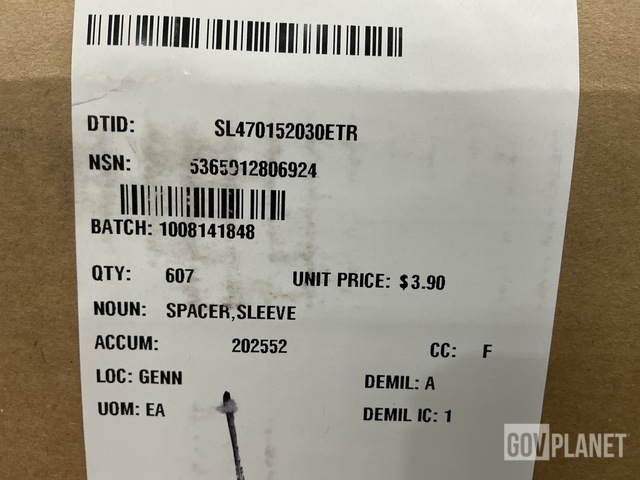 DTID: SL470152030ETR
NSN: 5365012806924
BATCH: 1008141848
QTY: 607 UNIT PRICE: $3.90
NOUN: SPACER,SLEEVE
ACCUM: 202552 CC: F
LOC: GENN DEMIL: A
UOM: EA DEMIL IC: 1
GOVPLANET